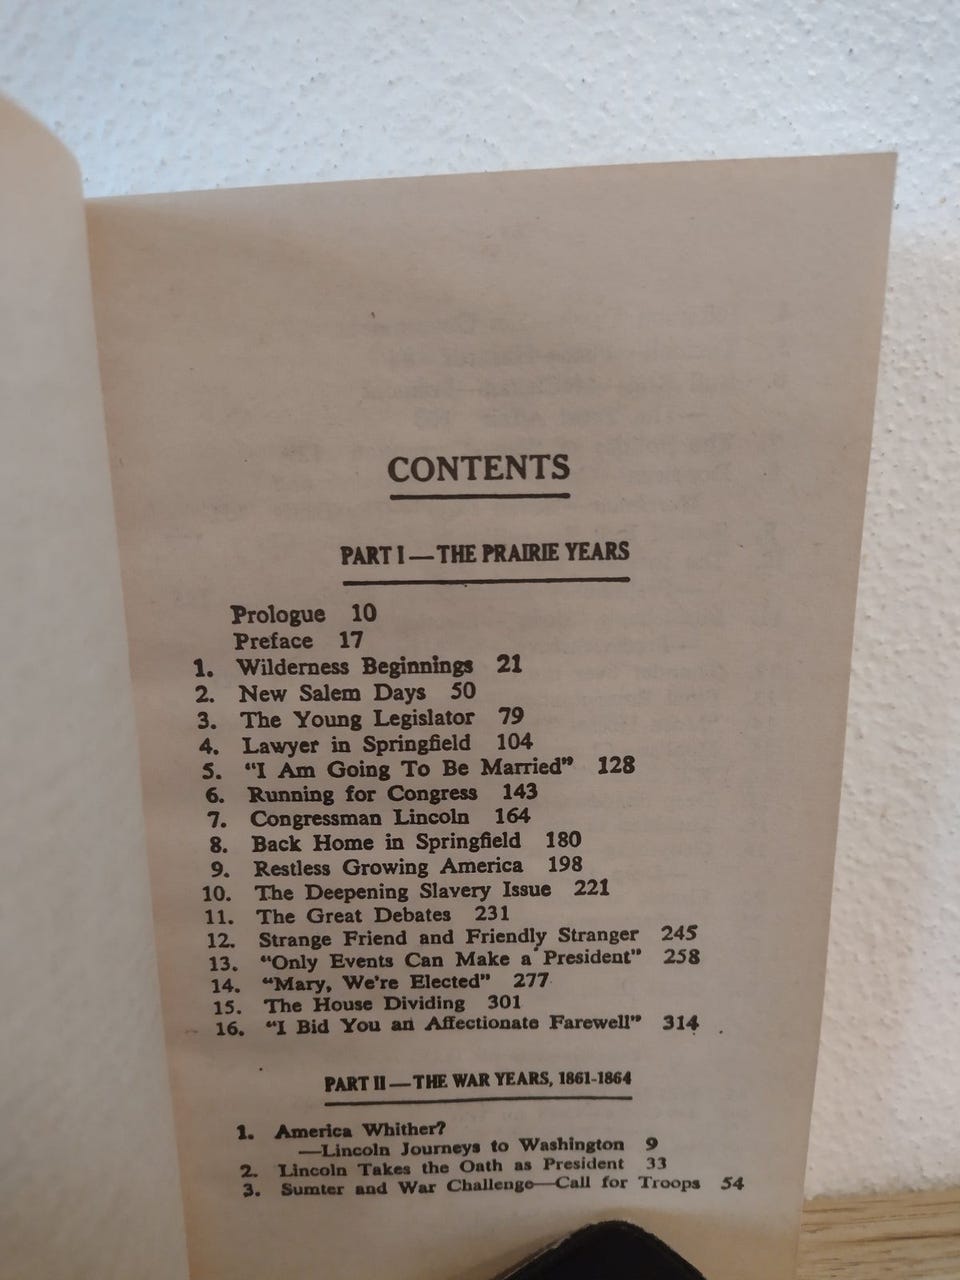 CONTENTS
PART I—THE PRAIRIE YEARS
Prologue 10
Preface 17
1. Wilderness Beginnings 21
2. New Salem Days 50
3. The Young Legislator 79
4. Lawyer in Springfield 104
5. “I Am Going To Be Married” 128
6. Running for Congress 143
7. Congressman Lincoln 164
8. Back Home in Springfield 180
9. Restless Growing America 198
10. The Deepening Slavery Issue 221
11. The Great Debates 231
12. Strange Friend and Friendly Stranger 245
13. “Only Events Can Make a President” 258
14. “Mary, We're Elected” 277
15. The House Dividing 301
16. “I Bid You an Affectionate Farewell” 314
PART II—THE WAR YEARS, 1861-1864
1. America Whither?
—Lincoln Journeys to Washington 9
2. Lincoln Takes the Oath as President 33
3. Sumter and War Challenge—Call for Troops 54